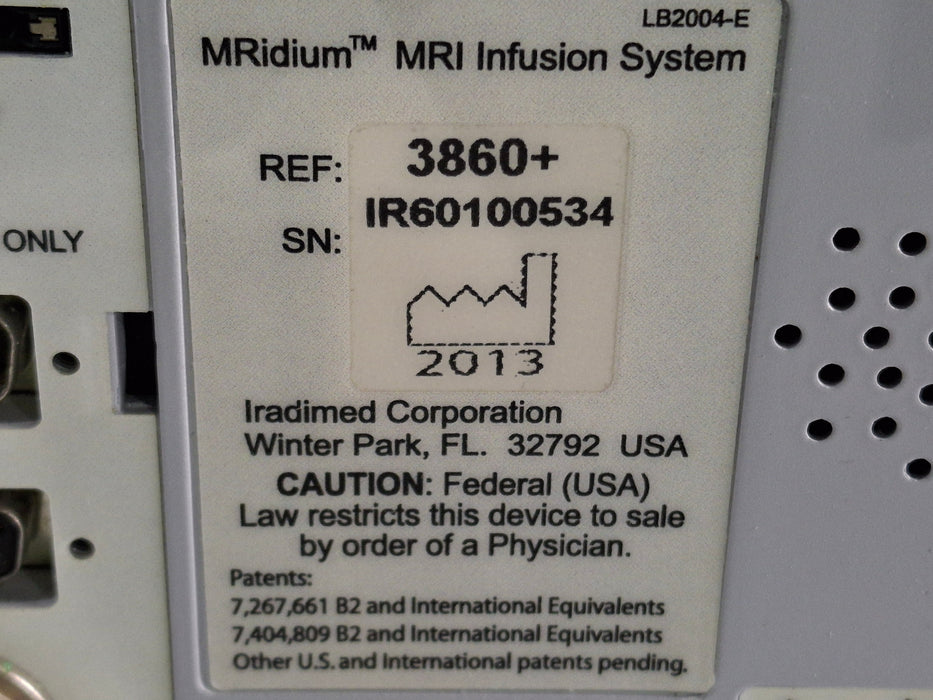 LB2004-E
MRidium™ MRI Infusion System
REF: 3860+
SN: IR60100534
2013
Iradimed Corporation
Winter Park, FL. 32792 USA
CAUTION: Federal (USA)
Law restricts this device to sale
by order of a Physician.
Patents:
7,267,661 B2 and International Equivalents
7,404,809 B2 and International Equivalents
Other U.S. and International patents pending.
ONLY